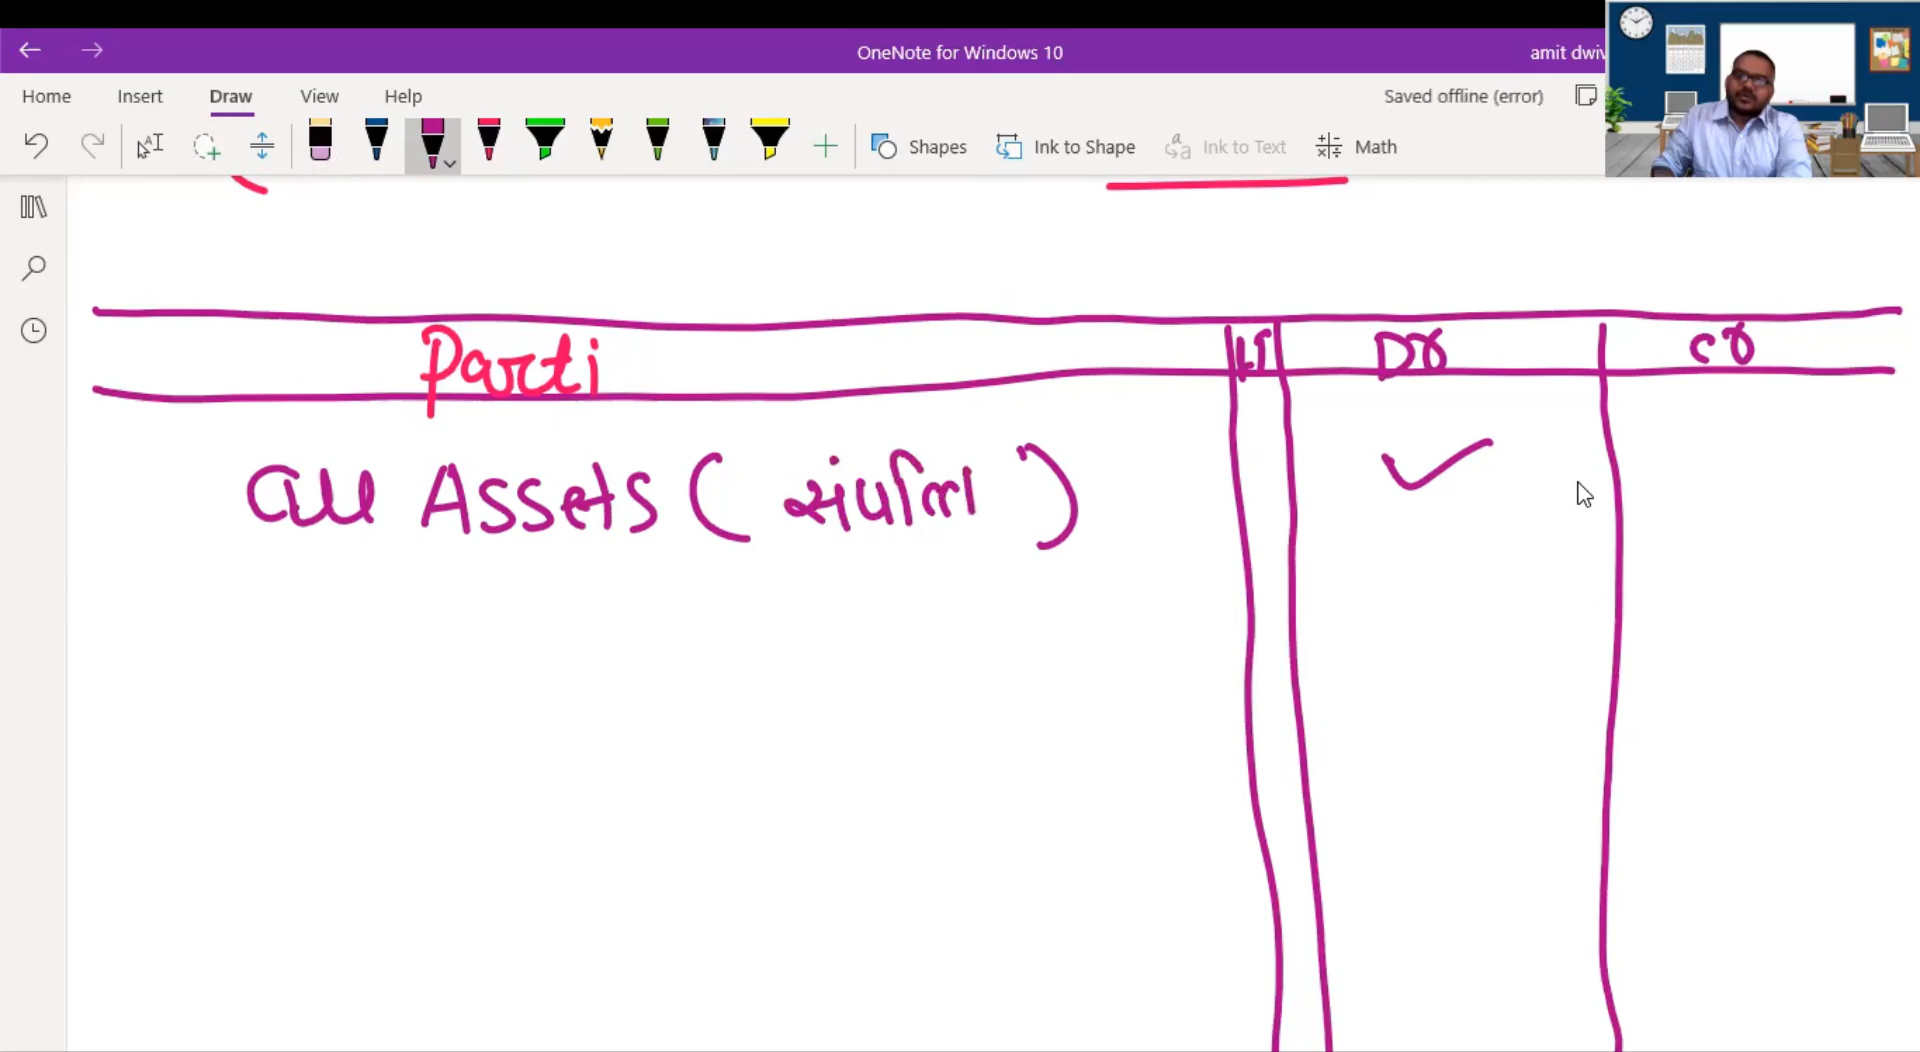 OneNote for Windows 10
amit dwiv
Home Insert Draw View Help
Saved offline (error)
Shapes Ink to Shape Ink to Text Math
Parti LF Dr Cr
All Assets ( સંપત્તિ )